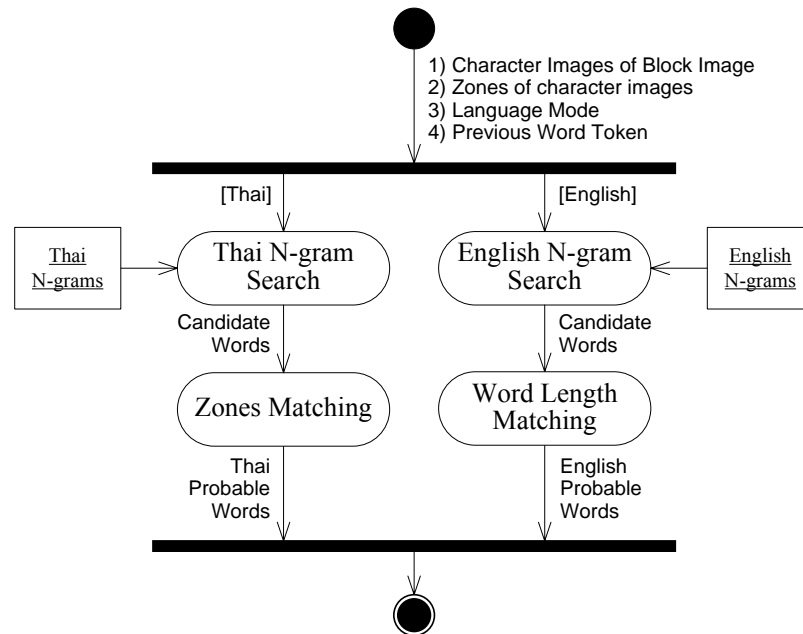 1) Character Images of Block Image
2) Zones of character images
3) Language Mode
4) Previous Word Token
[Thai]
[English]
Thai
N-grams
Thai N-gram
Search
English N-gram
Search
English
N-grams
Candidate
Words
Candidate
Words
Zones Matching
Word Length
Matching
Thai
Probable
Words
English
Probable
Words